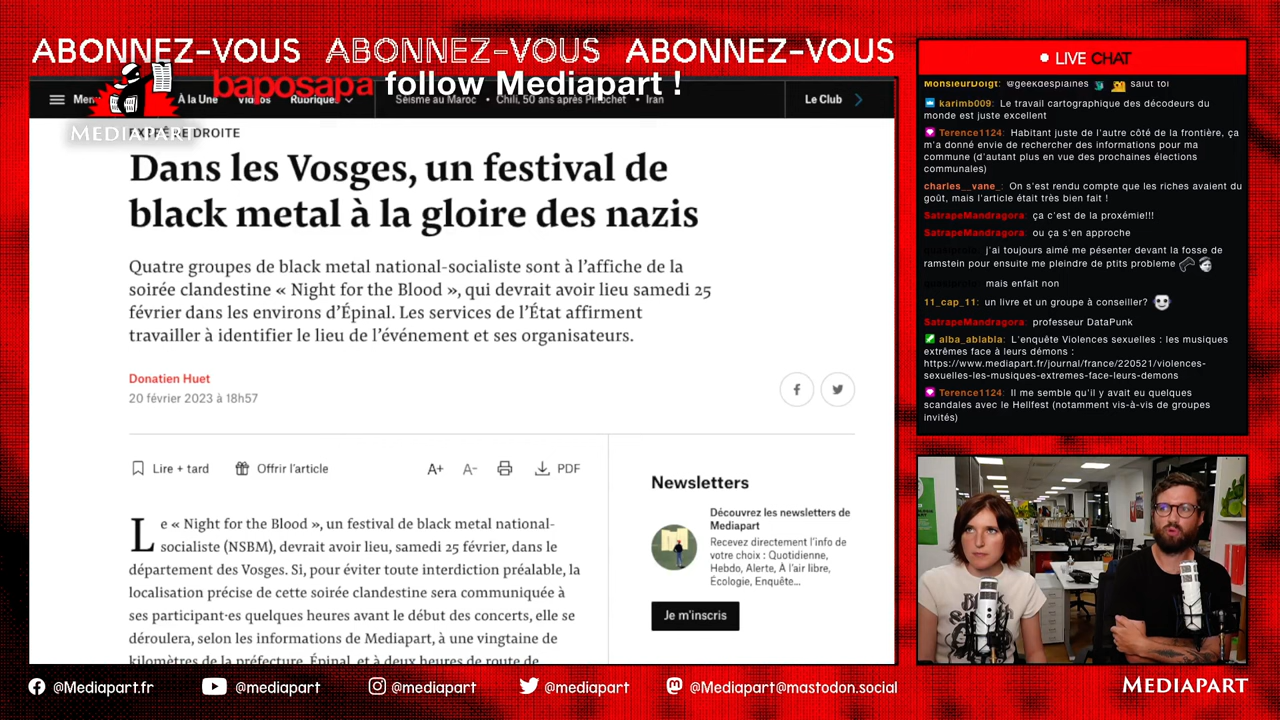 ABONNEZ-VOUS ABONNEZ-VOUS ABONNEZ-VOUS
baposapa follow Mediapart !
À la Une Vidéos Rubriques Séisme au Maroc • Chili, 50 ans après Pinochet • Iran Le Club
MEDIAPART
EXTRÊME DROITE
Dans les Vosges, un festival de
black metal à la gloire des nazis
Quatre groupes de black metal national-socialiste sont à l’affiche de la
soirée clandestine « Night for the Blood », qui devrait avoir lieu samedi 25
février dans les environs d’Épinal. Les services de l’État affirment
travailler à identifier le lieu de l’événement et ses organisateurs.
Donatien Huet
20 février 2023 à 18h57
Lire + tard Offrir l’article A+ A- PDF
Le « Night for the Blood », un festival de black metal national-
socialiste (NSBM), devrait avoir lieu, samedi 25 février, dans le
département des Vosges. Si, pour éviter toute interdiction préalable, la
localisation précise de cette soirée clandestine sera communiquée à
ses participant·es quelques heures avant le début des concerts, elle se
déroulera, selon les informations de Mediapart, à une vingtaine de
kilomètres de la préfecture, Épinal, et à deux heures de route de
Newsletters
Découvrez les newsletters de
Mediapart
Recevez directement l’info de
votre choix : Quotidienne,
Hebdo, Alerte, À l’air libre,
Écologie, Enquête...
Je m’inscris
LIVE CHAT
MonsieurDoigt: @geekdesplaines salut toi
karimb009: Le travail cartographique des décodeurs du
monde est juste excellent
Terence1124: Habitant juste de l’autre côté de la frontière, ça
m’a donné envie de rechercher des informations pour ma
commune (d’autant plus en vue des prochaines élections
communales)
charles__vane_: On s’est rendu compte que les riches avaient du
goût, mais l’article était très bien fait !
SatrapeMandragora: ça c’est de la proxémie!!!
SatrapeMandragora: ou ça s’en approche
j’ai toujours aimé me pésenter devant la fosse de
ramstein pour ensuite me pleindre de ptits probleme
mais enfait non
11_cap_11: un livre et un groupe à conseiller?
SatrapeMandragora: professeur DataPunk
alba_ablabla: L’enquête Violences sexuelles : les musiques
extrêmes face à leurs démons :
https://www.mediapart.fr/journal/france/220521/violences-
sexuelles-les-musiques-extremes-face-leurs-demons
Terence1124: Il me semble qu’il y avait eu quelques
scandales avec le Hellfest (notamment vis-à-vis de groupes
invités)
@Mediapart.fr @mediapart @mediapart @mediapart @Mediapart@mastodon.social MEDIAPART